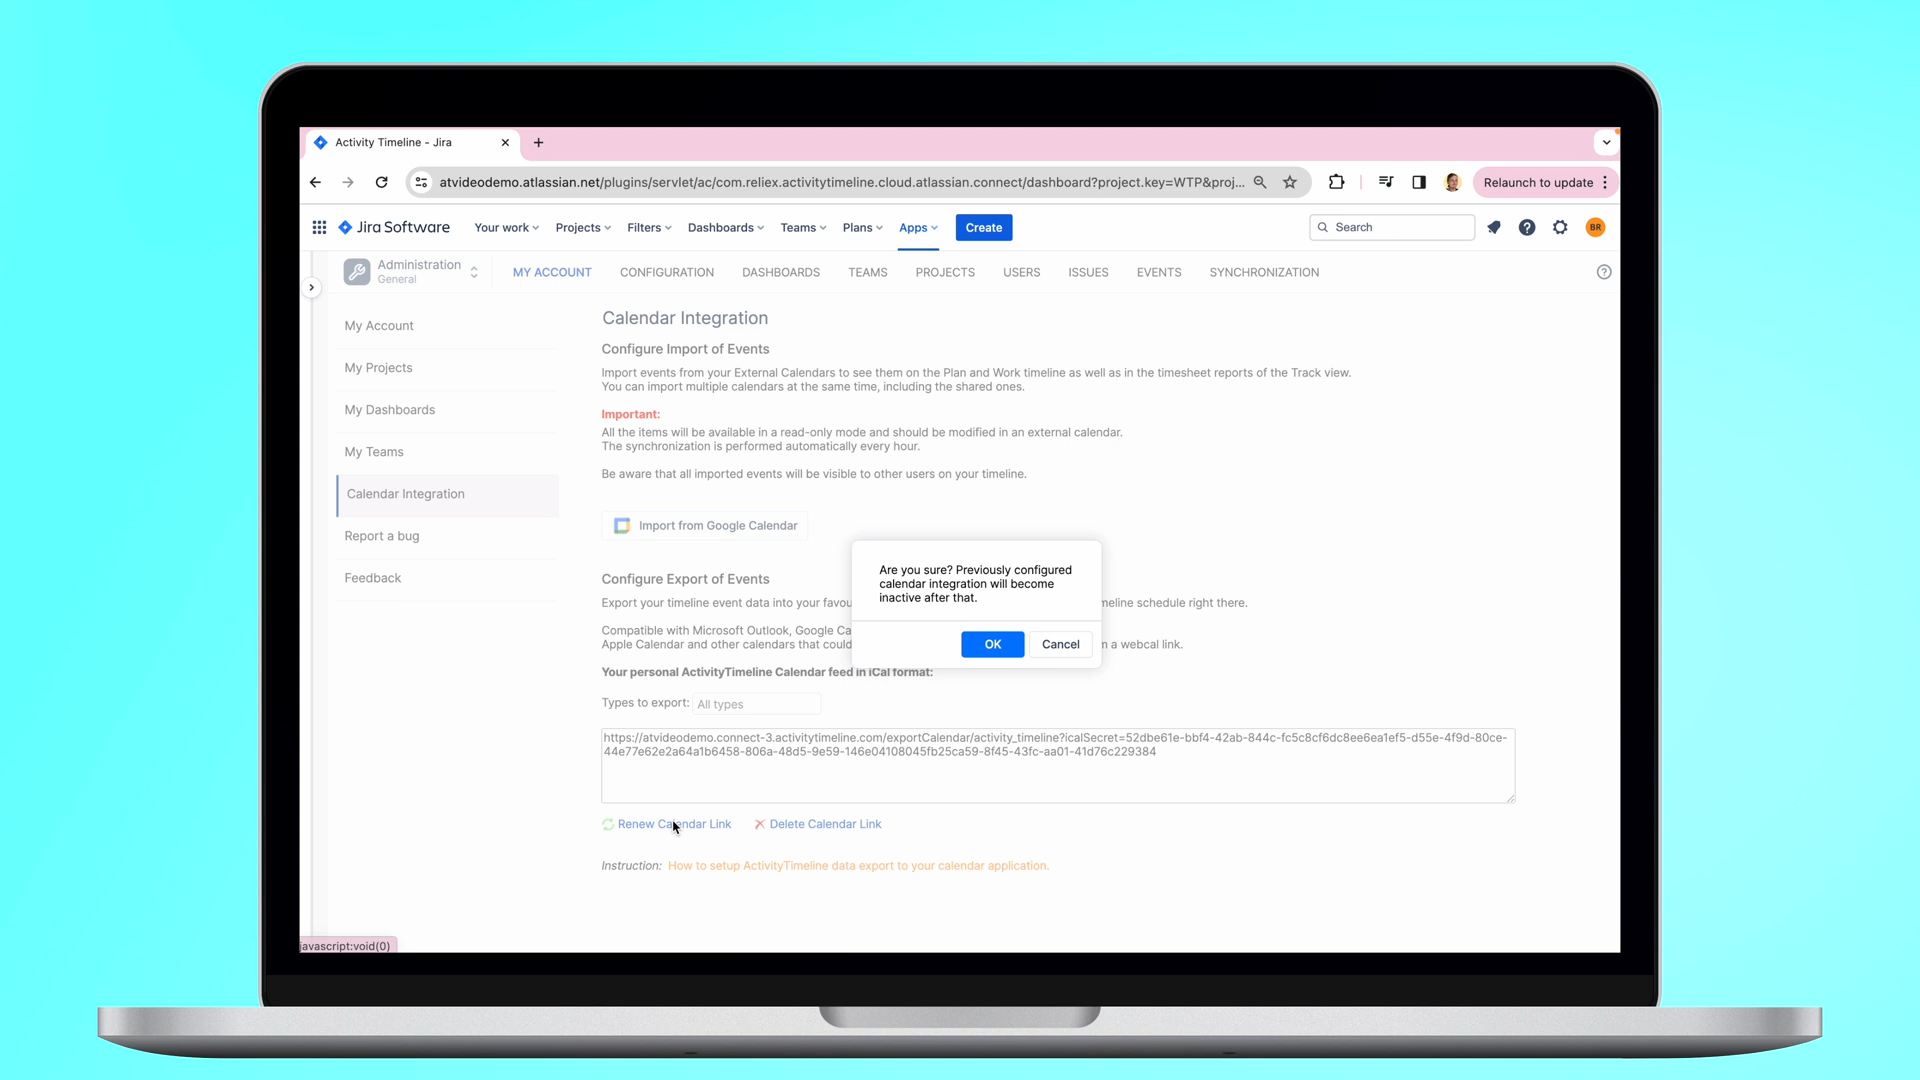 Activity Timeline - Jira
atvideodemo.atlassian.net/plugins/servlet/ac/com.reliex.activitytimeline.cloud.atlassian.connect/dashboard?project.key=WTP&proj...
Relaunch to update
Jira Software
Your work
Projects
Filters
Dashboards
Teams
Plans
Apps
Create
Search
BR
Administration
General
MY ACCOUNT
CONFIGURATION
DASHBOARDS
TEAMS
PROJECTS
USERS
ISSUES
EVENTS
SYNCHRONIZATION
My Account
My Projects
My Dashboards
My Teams
Calendar Integration
Report a bug
Feedback
Calendar Integration
Configure Import of Events
Import events from your External Calendars to see them on the Plan and Work timeline as well as in the timesheet reports of the Track view.
You can import multiple calendars at the same time, including the shared ones.
Important:
All the items will be available in a read-only mode and should be modified in an external calendar.
The synchronization is performed automatically every hour.
Be aware that all imported events will be visible to other users on your timeline.
Import from Google Calendar
Configure Export of Events
Export your timeline event data into your favou
meline schedule right there.
Compatible with Microsoft Outlook, Google Ca
Apple Calendar and other calendars that could
m a webcal link.
Are you sure? Previously configured
calendar integration will become
inactive after that.
OK
Cancel
Your personal ActivityTimeline Calendar feed in iCal format:
Types to export:
All types
https://atvideodemo.connect-3.activitytimeline.com/exportCalendar/activity_timeline?icalSecret=52dbe61e-bbf4-42ab-844c-fc5c8cf6dc8ee6ea1ef5-d55e-4f9d-80ce-
44e77e62e2a64a1b6458-806a-48d5-9e59-146e04108045fb25ca59-8f45-43fc-aa01-41d76c229384
Renew Calendar Link
Delete Calendar Link
Instruction: How to setup ActivityTimeline data export to your calendar application.
javascript:void(0)